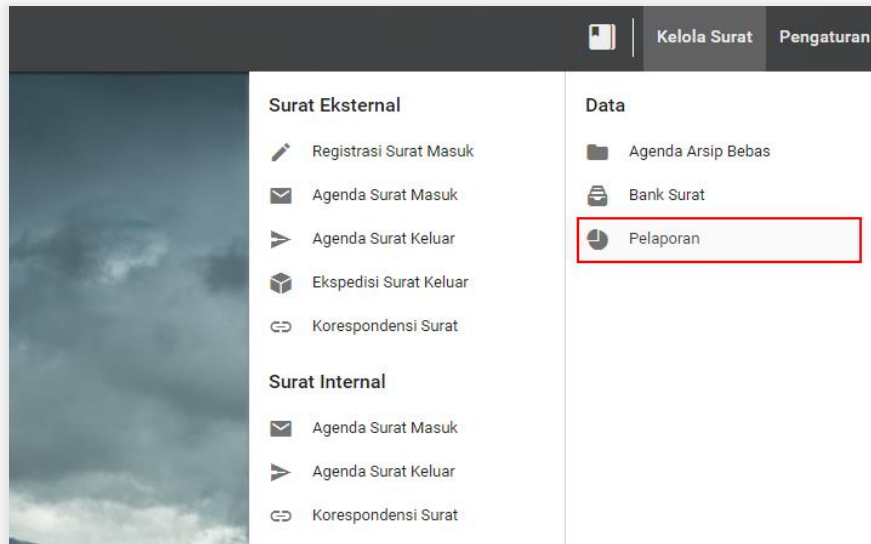 Kelola Surat
Pengaturan
Surat Eksternal
Registrasi Surat Masuk
Agenda Surat Masuk
Agenda Surat Keluar
Ekspedisi Surat Keluar
Korespondensi Surat
Surat Internal
Agenda Surat Masuk
Agenda Surat Keluar
Korespondensi Surat
Data
Agenda Arsip Bebas
Bank Surat
Pelaporan